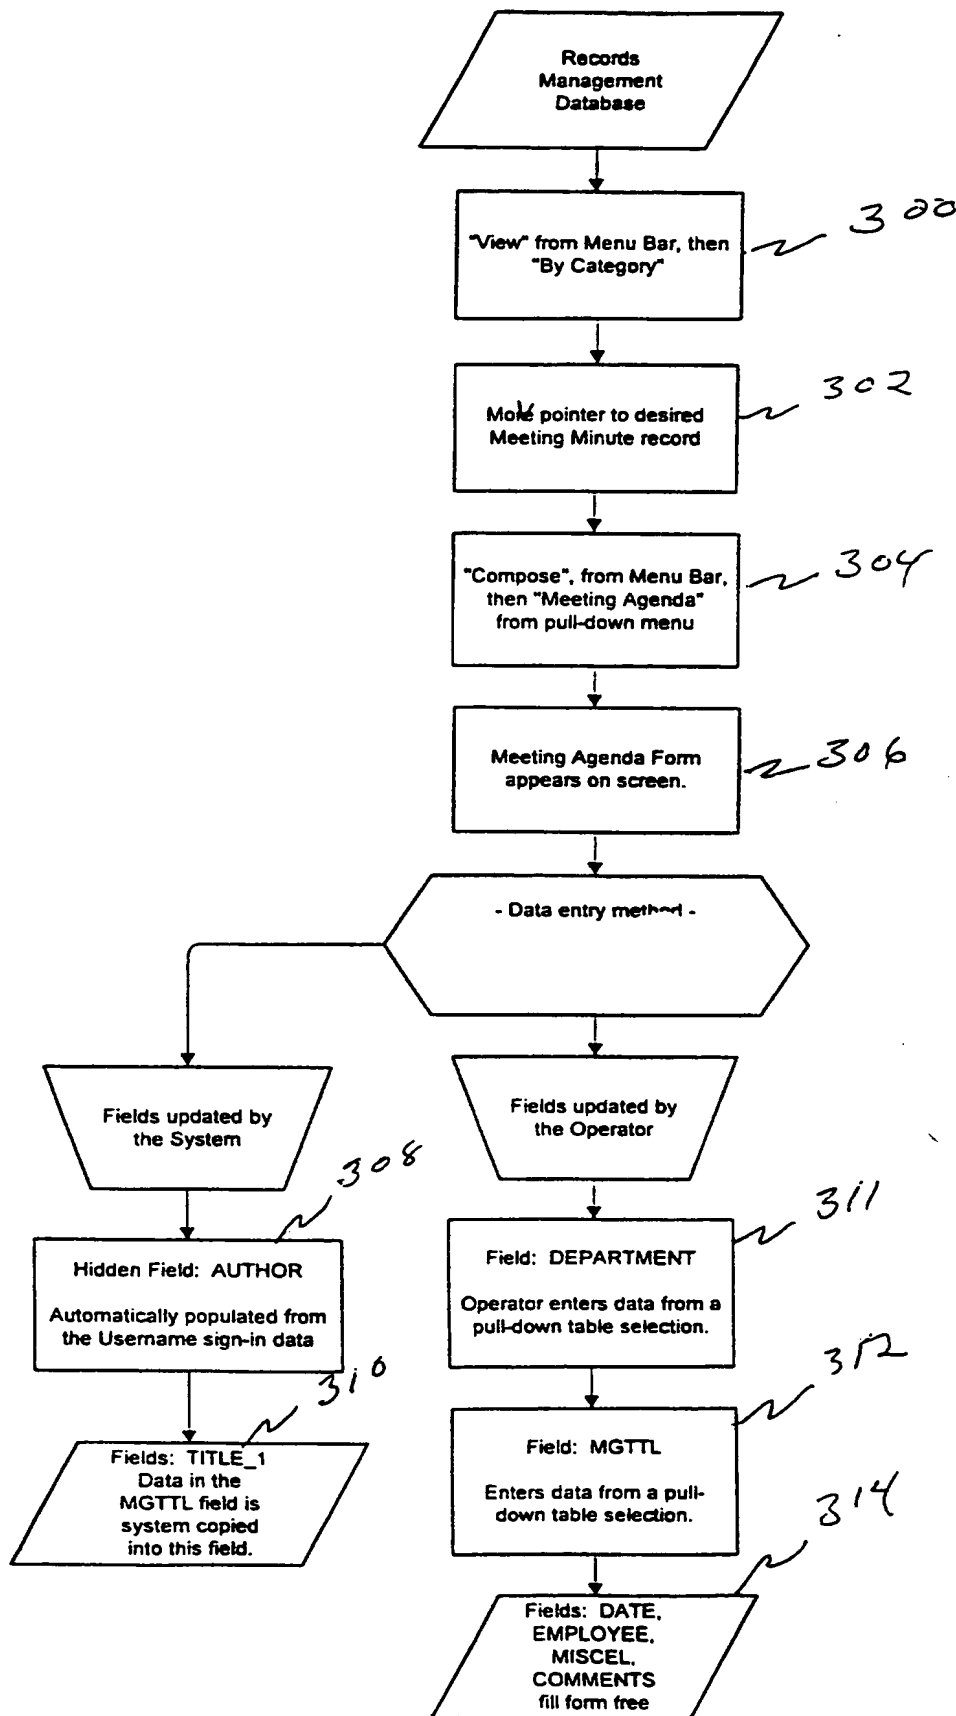 Records
Management
Database
"View" from Menu Bar, then
"By Category"
300
Move pointer to desired
Meeting Minute record
302
"Compose", from Menu Bar,
then "Meeting Agenda"
from pull-down menu
304
Meeting Agenda Form
appears on screen.
306
- Data entry method -
Fields updated by
the System
Fields updated by
the Operator
308
Hidden Field: AUTHOR
Automatically populated from
the Username sign-in data
311
Field: DEPARTMENT
Operator enters data from a
pull-down table selection.
310
Fields: TITLE_1
Data in the
MGTTL field is
system copied
into this field.
312
Field: MGTTL
Enters data from a pull-
down table selection.
314
Fields: DATE,
EMPLOYEE,
MISCEL,
COMMENTS
fill form free